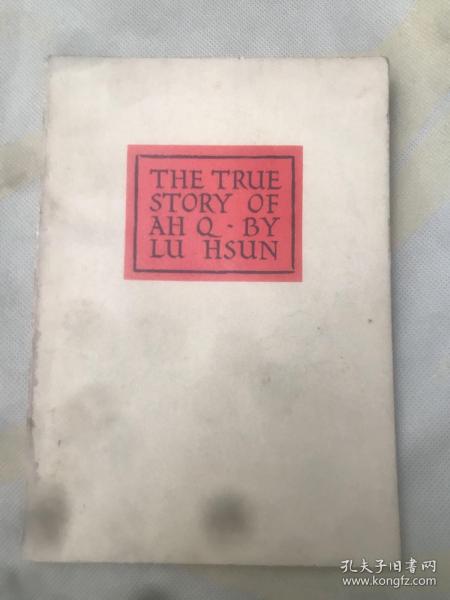 THE TRUE
STORY OF
AH Q · BY
LU HSUN
孔夫子旧书网
www.kongfz.com